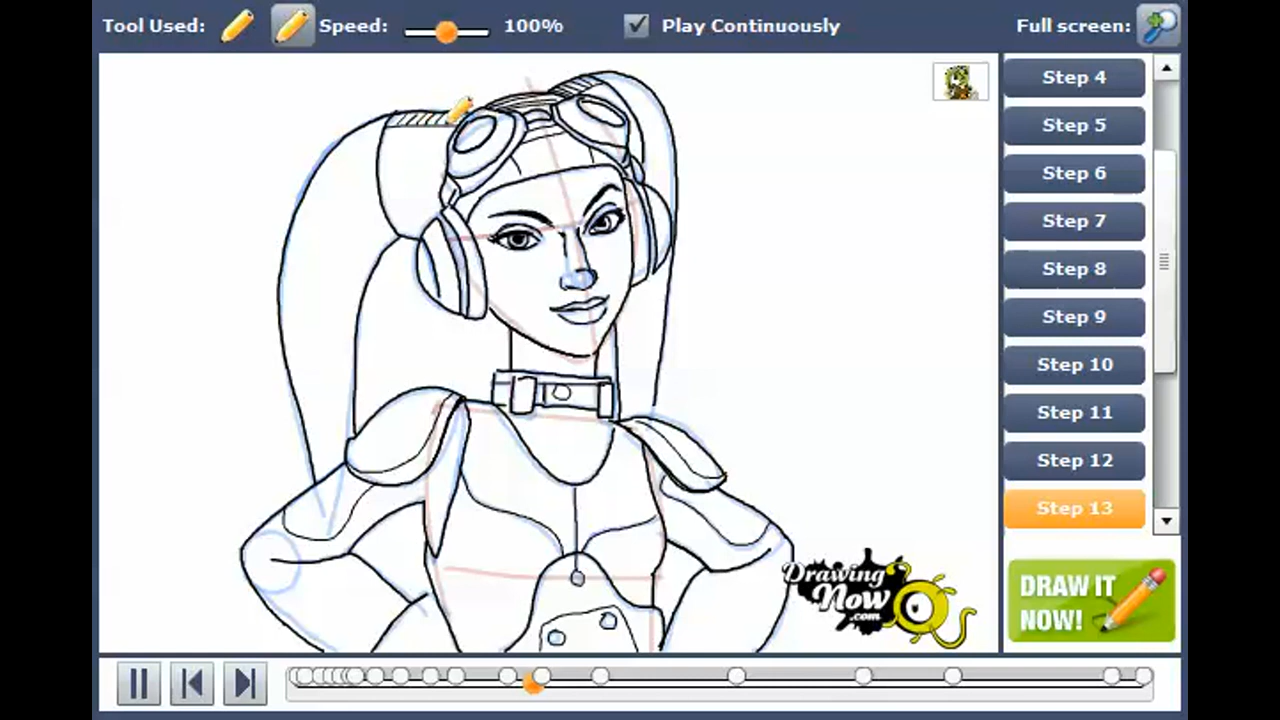 Tool Used:
Speed:
100%
Play Continuously
Full screen:
Step 4
Step 5
Step 6
Step 7
Step 8
Step 9
Step 10
Step 11
Step 12
Step 13
Drawing
Now
.com
DRAW IT
NOW!